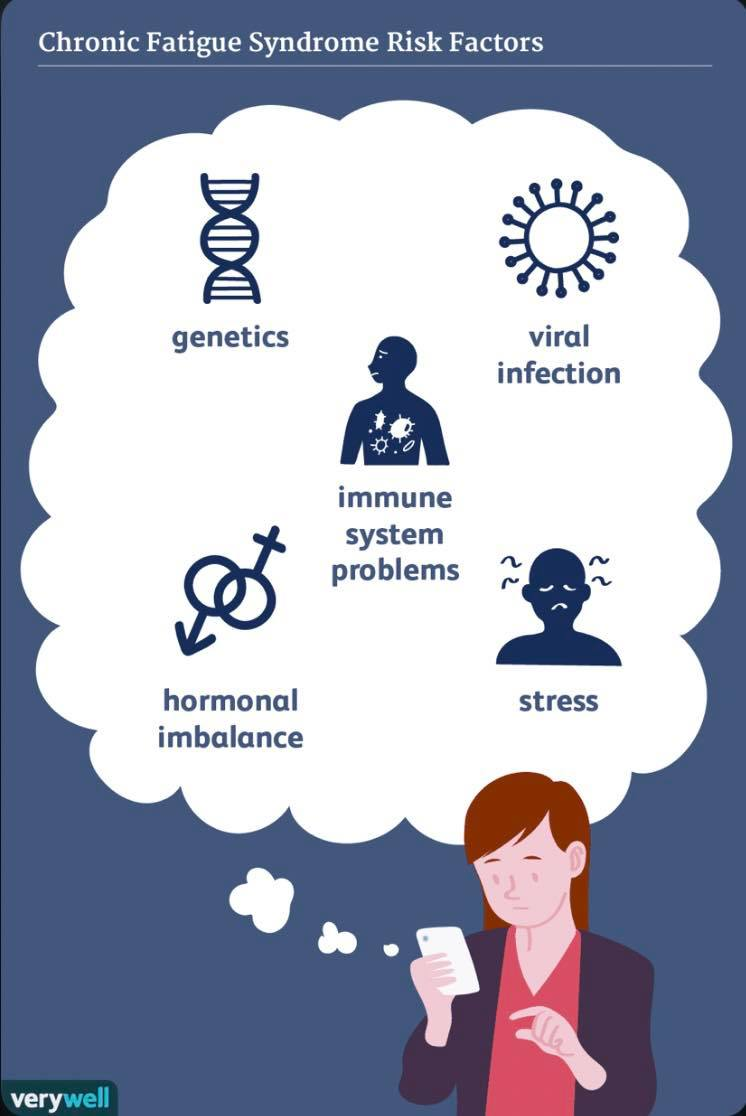 Chronic Fatigue Syndrome Risk Factors
genetics
viral
infection
immune
system
problems
hormonal
imbalance
stress
verywell